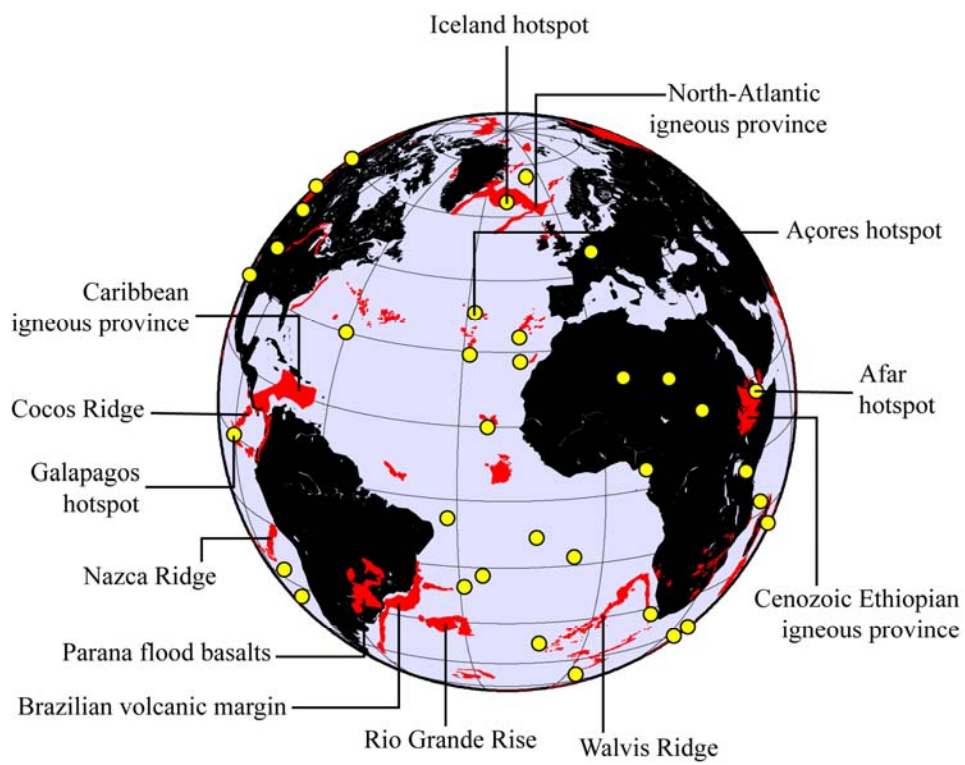 Iceland hotspot
North-Atlantic
igneous province
Açores hotspot
Caribbean
igneous province
Cocos Ridge
Afar
hotspot
Galapagos
hotspot
Nazca Ridge
Cenozoic Ethiopian
igneous province
Parana flood basalts
Brazilian volcanic margin
Rio Grande Rise
Walvis Ridge